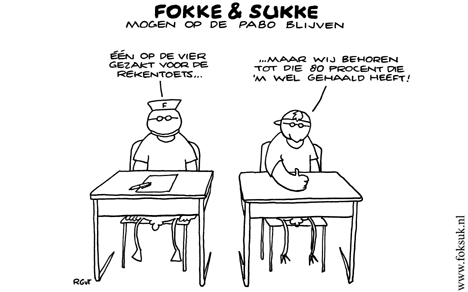 FOKKE & SUKKE
MOGEN OP DE PABO BLIJVEN
ÉÉN OP DE VIER
GEZAKT VOOR DE
REKENTOETS...
...MAAR WIJ BEHOREN
TOT DIE 80 PROCENT DIE
'M WEL GEHAALD HEEFT!
F
S
RGvT
www.foksuk.nl